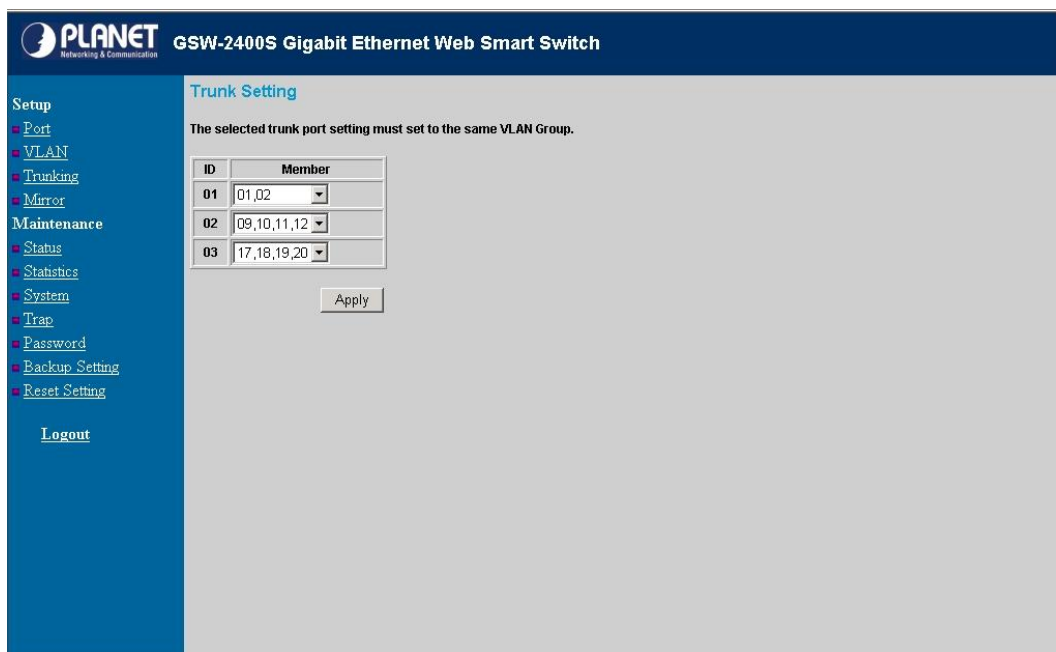 PLANET
Networking & Communication
GSW-2400S Gigabit Ethernet Web Smart Switch
Setup
Port
VLAN
Trunking
Mirror
Maintenance
Status
Statistics
System
Trap
Password
Backup Setting
Reset Setting
Logout
Trunk Setting
The selected trunk port setting must set to the same VLAN Group.
ID Member
01 01,02
02 09,10,11,12
03 17,18,19,20
Apply